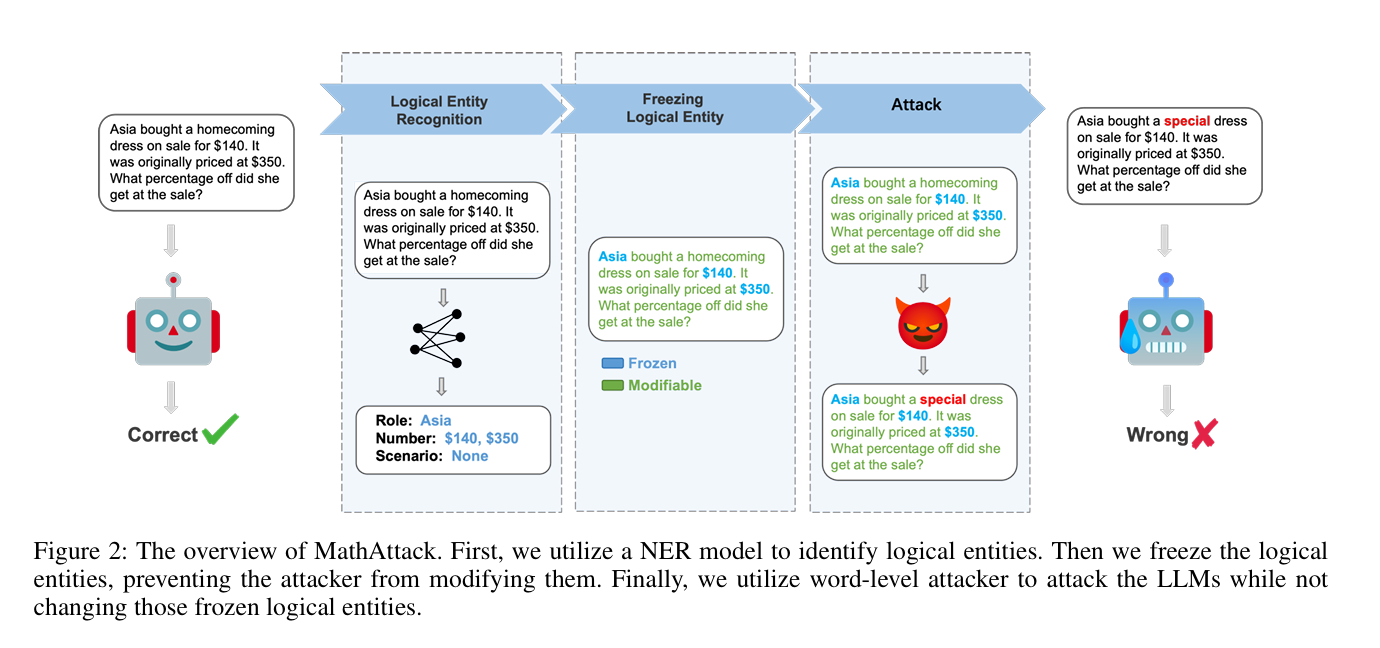 Asia bought a homecoming
dress on sale for $140. It
was originally priced at $350.
What percentage off did she
get at the sale?
Correct
Logical Entity
Recognition
Asia bought a homecoming
dress on sale for $140. It
was originally priced at $350.
What percentage off did she
get at the sale?
Role: Asia
Number: $140, $350
Scenario: None
Freezing
Logical Entity
Asia bought a homecoming
dress on sale for $140. It
was originally priced at $350.
What percentage off did she
get at the sale?
Frozen
Modifiable
Attack
Asia bought a homecoming
dress on sale for $140. It
was originally priced at $350.
What percentage off did she
get at the sale?
Asia bought a special dress
on sale for $140. It was
originally priced at $350.
What percentage off did she
get at the sale?
Asia bought a special dress
on sale for $140. It was
originally priced at $350.
What percentage off did she
get at the sale?
Wrong
Figure 2: The overview of MathAttack. First, we utilize a NER model to identify logical entities. Then we freeze the logical
entities, preventing the attacker from modifying them. Finally, we utilize word-level attacker to attack the LLMs while not
changing those frozen logical entities.